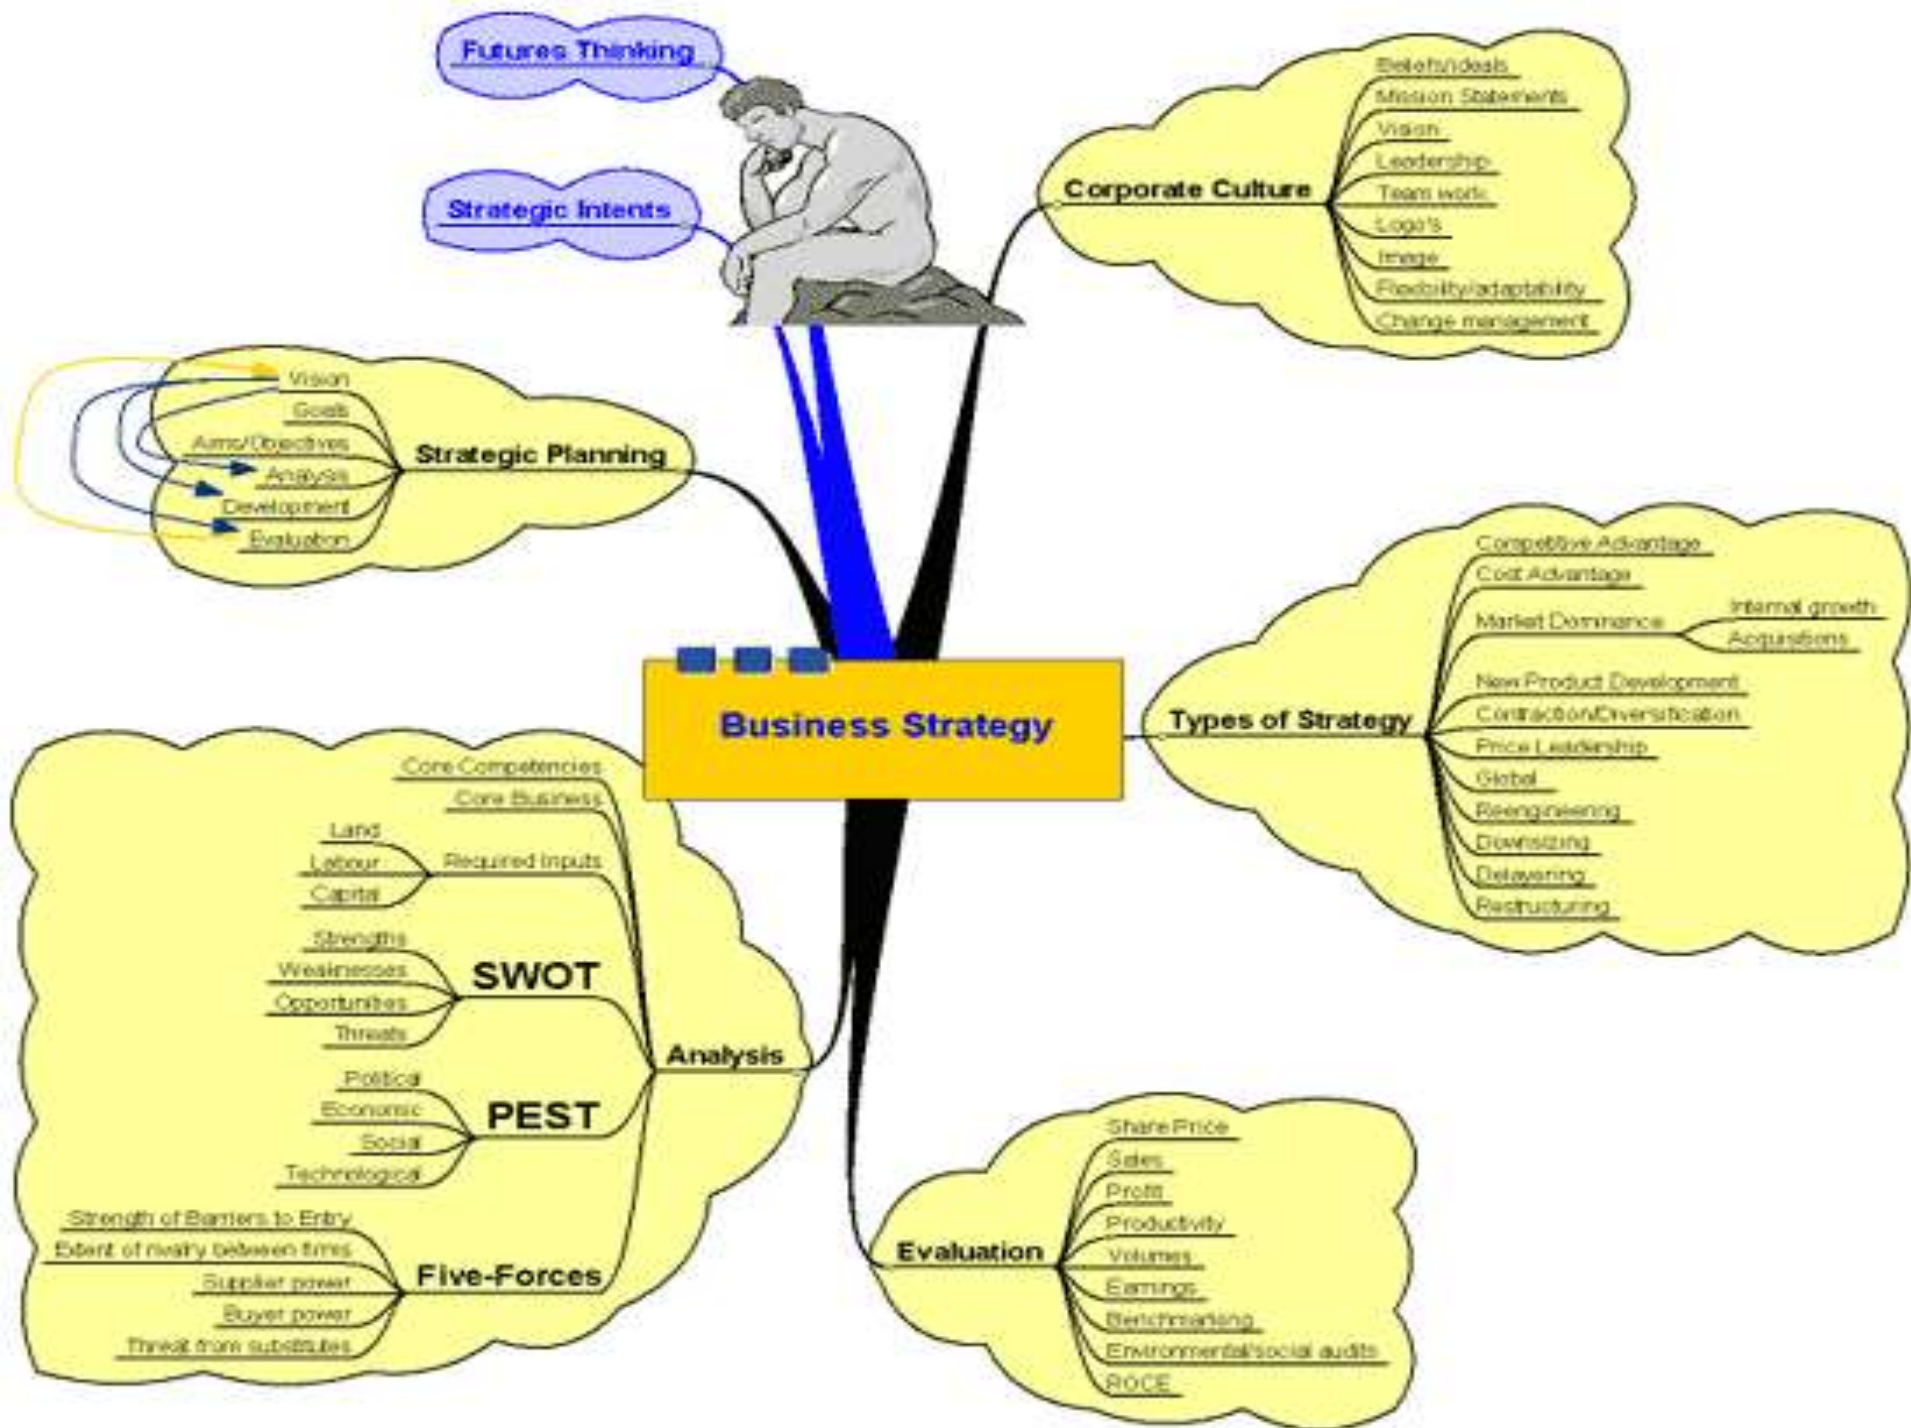 Futures Thinking
Strategic Intents
Corporate Culture
Beliefs/ideals
Mission Statements
Vision
Leadership
Team work
Logo's
Image
Flexibility/adaptability
Change management
Strategic Planning
Vision
Goals
Aims/Objectives
Analysis
Development
Evaluation
Business Strategy
Types of Strategy
Competitive Advantage
Cost Advantage
Market Dominance
Internal growth
Acquisitions
New Product Development
Contraction/Diversification
Price Leadership
Global
Reengineering
Downsizing
Delayering
Restructuring
Analysis
Core Competencies
Core Business
Required Inputs
Land
Labour
Capital
SWOT
Strengths
Weaknesses
Opportunities
Threats
PEST
Political
Economic
Social
Technological
Five-Forces
Strength of Barriers to Entry
Extent of rivalry between firms
Supplier power
Buyer power
Threat from substitutes
Evaluation
Share Price
Sales
Profit
Productivity
Volumes
Earnings
Benchmarking
Environmental/social audits
ROCE